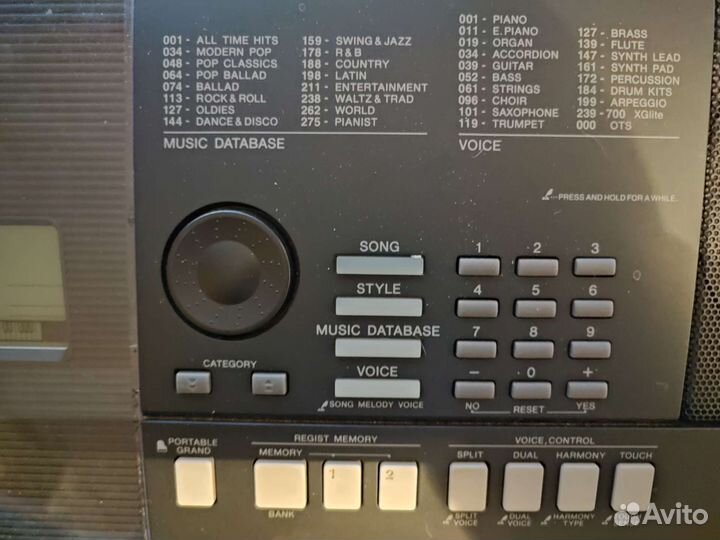 001 - ALL TIME HITS
034 - MODERN POP
048 - POP CLASSICS
064 - POP BALLAD
074 - BALLAD
113 - ROCK & ROLL
127 - OLDIES
144 - DANCE & DISCO
159 - SWING & JAZZ
178 - R & B
188 - COUNTRY
198 - LATIN
211 - ENTERTAINMENT
238 - WALTZ & TRAD
262 - WORLD
275 - PIANIST
MUSIC DATABASE
001 - PIANO
011 - E.PIANO
019 - ORGAN
034 - ACCORDION
039 - GUITAR
052 - BASS
061 - STRINGS
096 - CHOIR
101 - SAXOPHONE
119 - TRUMPET
127 - BRASS
139 - FLUTE
147 - SYNTH LEAD
161 - SYNTH PAD
172 - PERCUSSION
184 - DRUM KITS
199 - ARPEGGIO
239 -700 XGlite
000 OTS
VOICE
...PRESS AND HOLD FOR A WHILE.
SONG
STYLE
MUSIC DATABASE
VOICE
SONG MELODY VOICE
CATEGORY
1 2 3
4 5 6
7 8 9
- 0 +
NO RESET YES
PORTABLE
GRAND
REGIST MEMORY
MEMORY
1 2
BANK
VOICE CONTROL
SPLIT DUAL HARMONY TOUCH
SPLIT
VOICE
DUAL
VOICE
HARMONY
TYPE
Avito